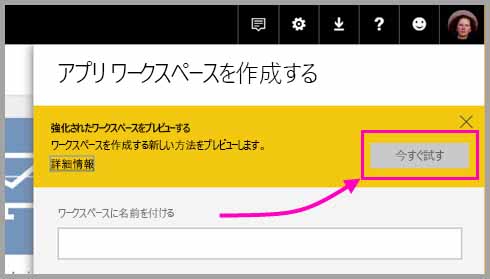 アプリ ワークスペースを作成する
強化されたワークスペースをプレビューする
ワークスペースを作成する新しい方法をプレビューします。
詳細情報
今すぐ試す
ワークスペースに名前を付ける